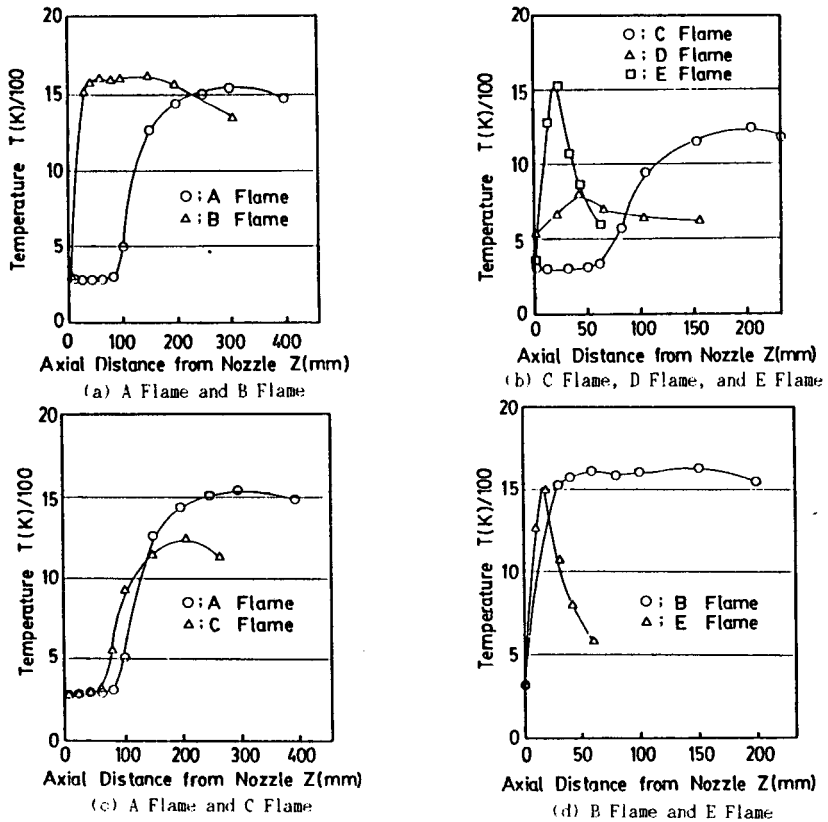 20
15
10
5
0
Temperature T(K)/100
○; A Flame
△; B Flame
0 100 200 300 400
Axial Distance from Nozzle Z(mm)
(a) A Flame and B Flame
20
15
10
5
0
Temperature T(K)/100
○; C Flame
△; D Flame
□; E Flame
0 50 100 150 200
Axial Distance from Nozzle Z(mm)
(b) C Flame, D Flame, and E Flame
20
15
10
5
0
Temperature T(K)/100
○; A Flame
△; C Flame
0 100 200 300 400
Axial Distance from Nozzle Z(mm)
(c) A Flame and C Flame
20
15
10
5
0
Temperature T(K)/100
○; B Flame
△; E Flame
0 50 100 150 200
Axial Distance from Nozzle Z(mm)
(d) B Flame and E Flame